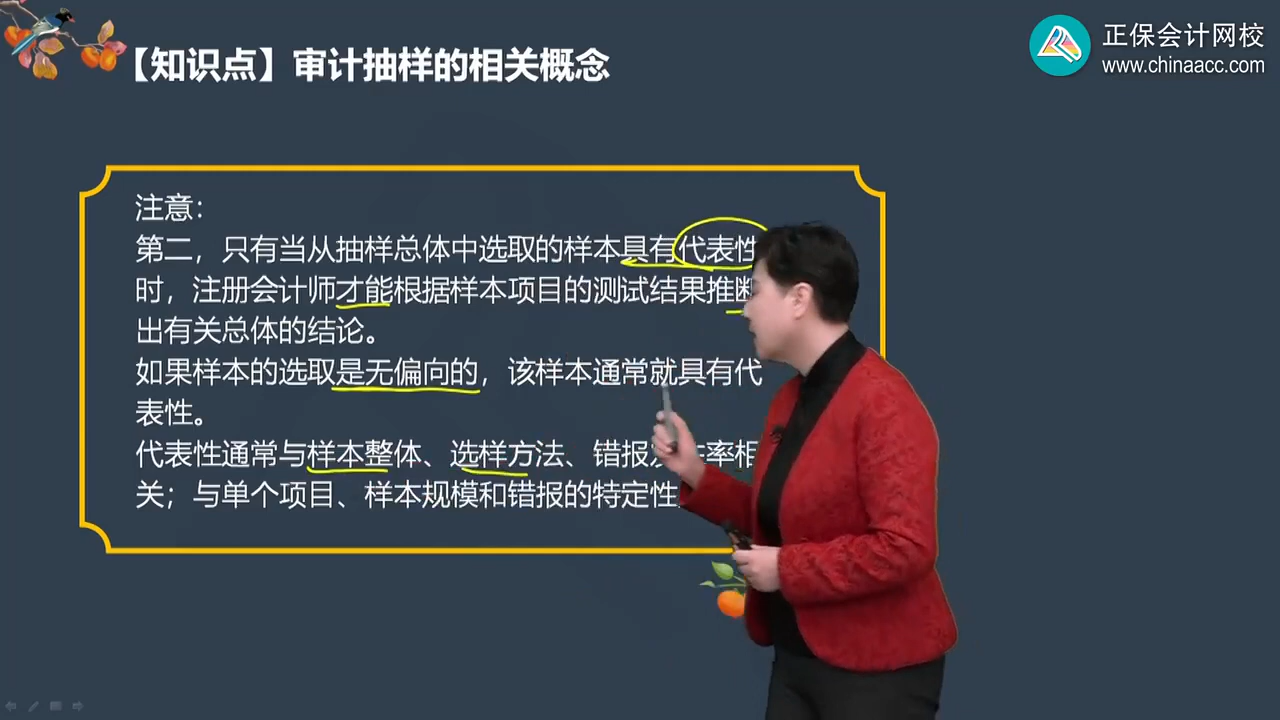 【知识点】审计抽样的相关概念
正保会计网校
www.chinaacc.com
注意：
第二，只有当从抽样总体中选取的样本具有代表性
时，注册会计师才能根据样本项目的测试结果推断
出有关总体的结论。
如果样本的选取是无偏向的，该样本通常就具有代
表性。
代表性通常与样本整体、选样方法、错报发生率相
关；与单个项目、样本规模和错报的特定性